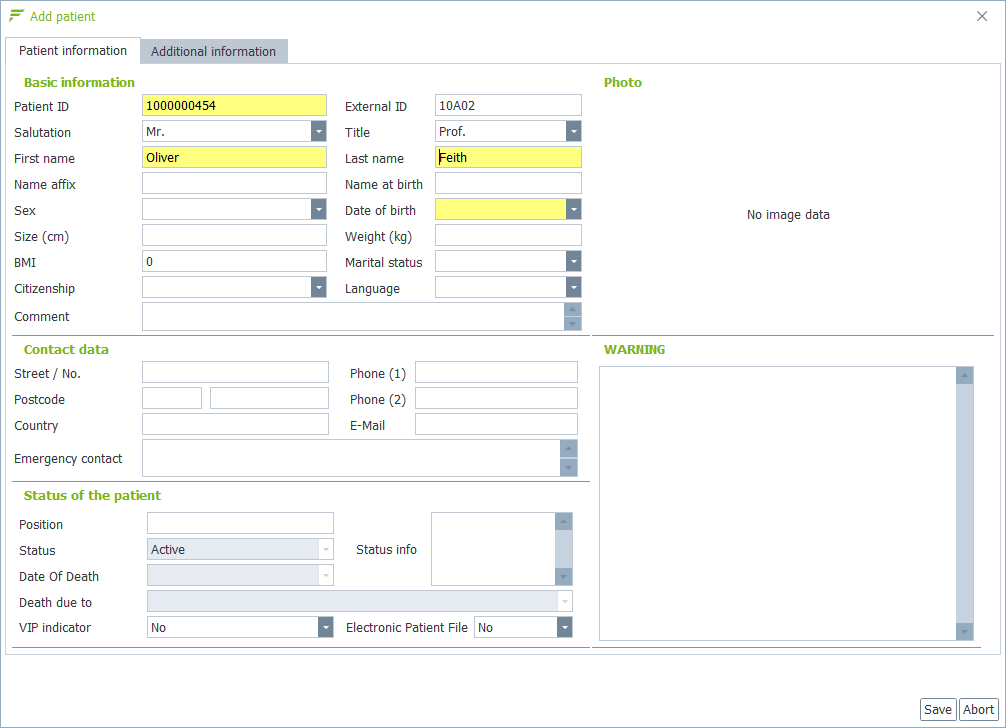 Add patient
Patient information Additional information
Basic information Photo
Patient ID 1000000454 External ID 10A02
Salutation Mr. Title Prof.
First name Oliver Last name Feith
Name affix Name at birth
Sex Date of birth
No image data
Size (cm) Weight (kg)
BMI 0 Marital status
Citizenship Language
Comment
Contact data WARNING
Street / No. Phone (1)
Postcode Phone (2)
Country E-Mail
Emergency contact
Status of the patient
Position
Status Active Status info
Date Of Death
Death due to
VIP indicator No Electronic Patient File No
Save Abort